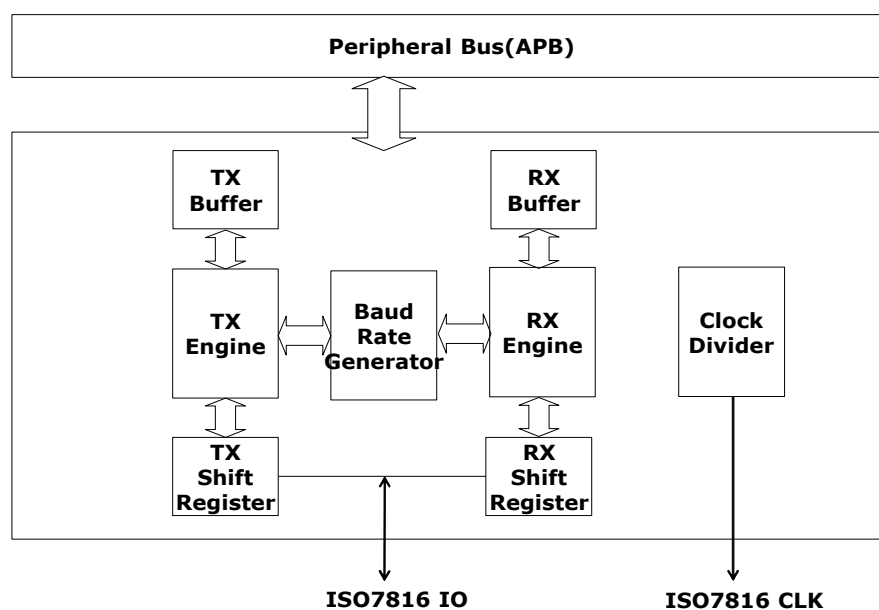 Peripheral Bus(APB)
TX
Buffer
RX
Buffer
TX
Engine
Baud
Rate
Generator
RX
Engine
Clock
Divider
TX
Shift
Register
RX
Shift
Register
ISO7816 IO
ISO7816 CLK